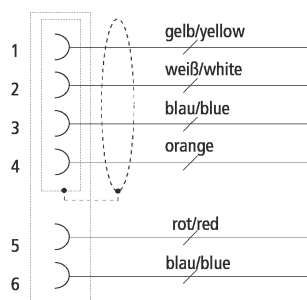 1 gelb/yellow
2 weiß/white
3 blau/blue
4 orange
5 rot/red
6 blau/blue